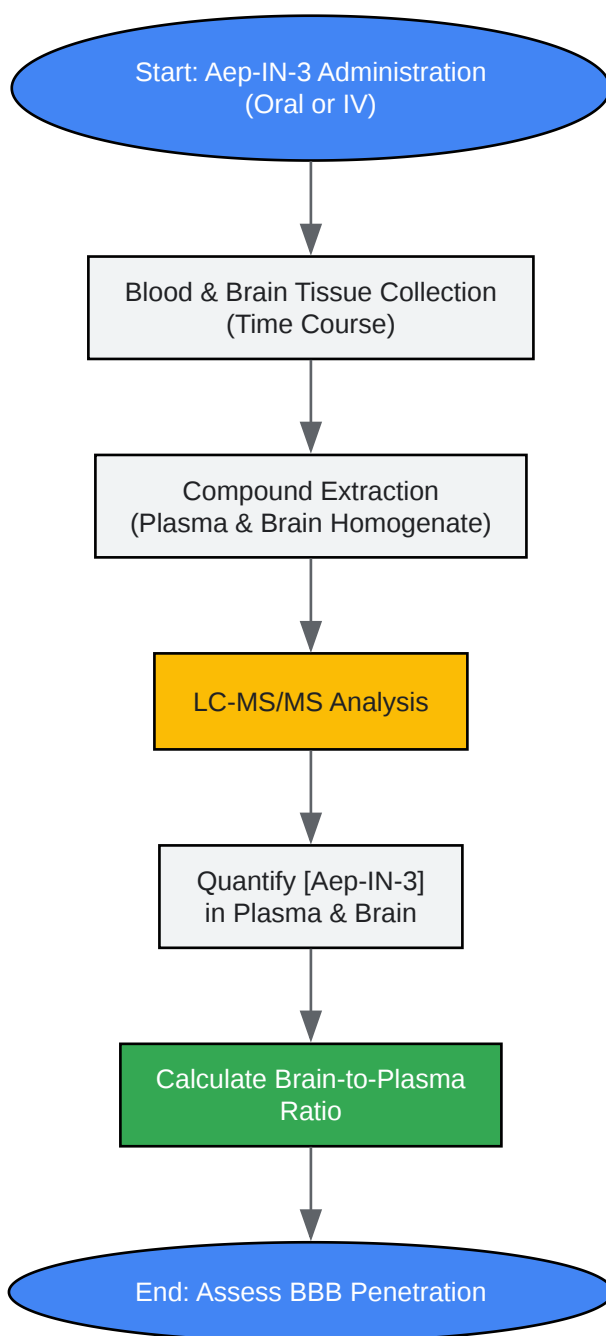 Start: Aep-IN-3 Administration
(Oral or IV)
Blood & Brain Tissue Collection
(Time Course)
Compound Extraction
(Plasma & Brain Homogenate)
LC-MS/MS Analysis
Quantify [Aep-IN-3]
in Plasma & Brain
Calculate Brain-to-Plasma
Ratio
End: Assess BBB Penetration